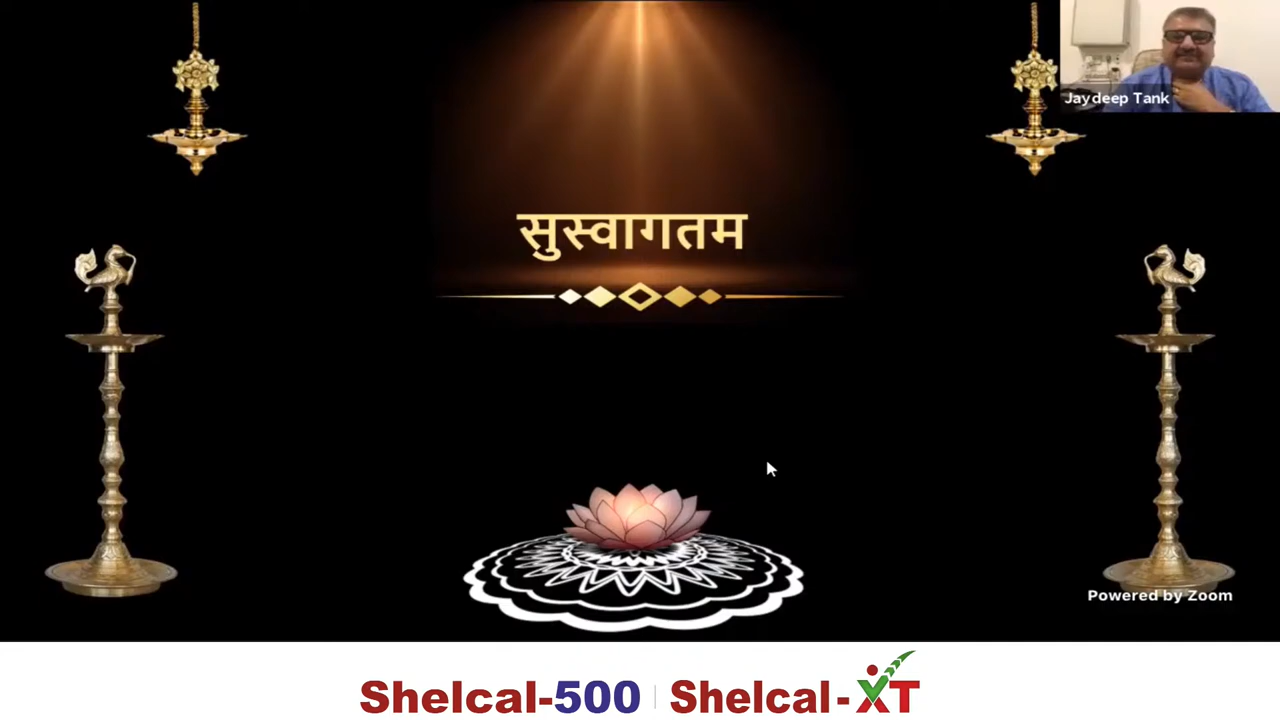 Jaydeep Tank
सुस्वागतम
Powered by Zoom
Shelcal-500 | Shelcal-XT